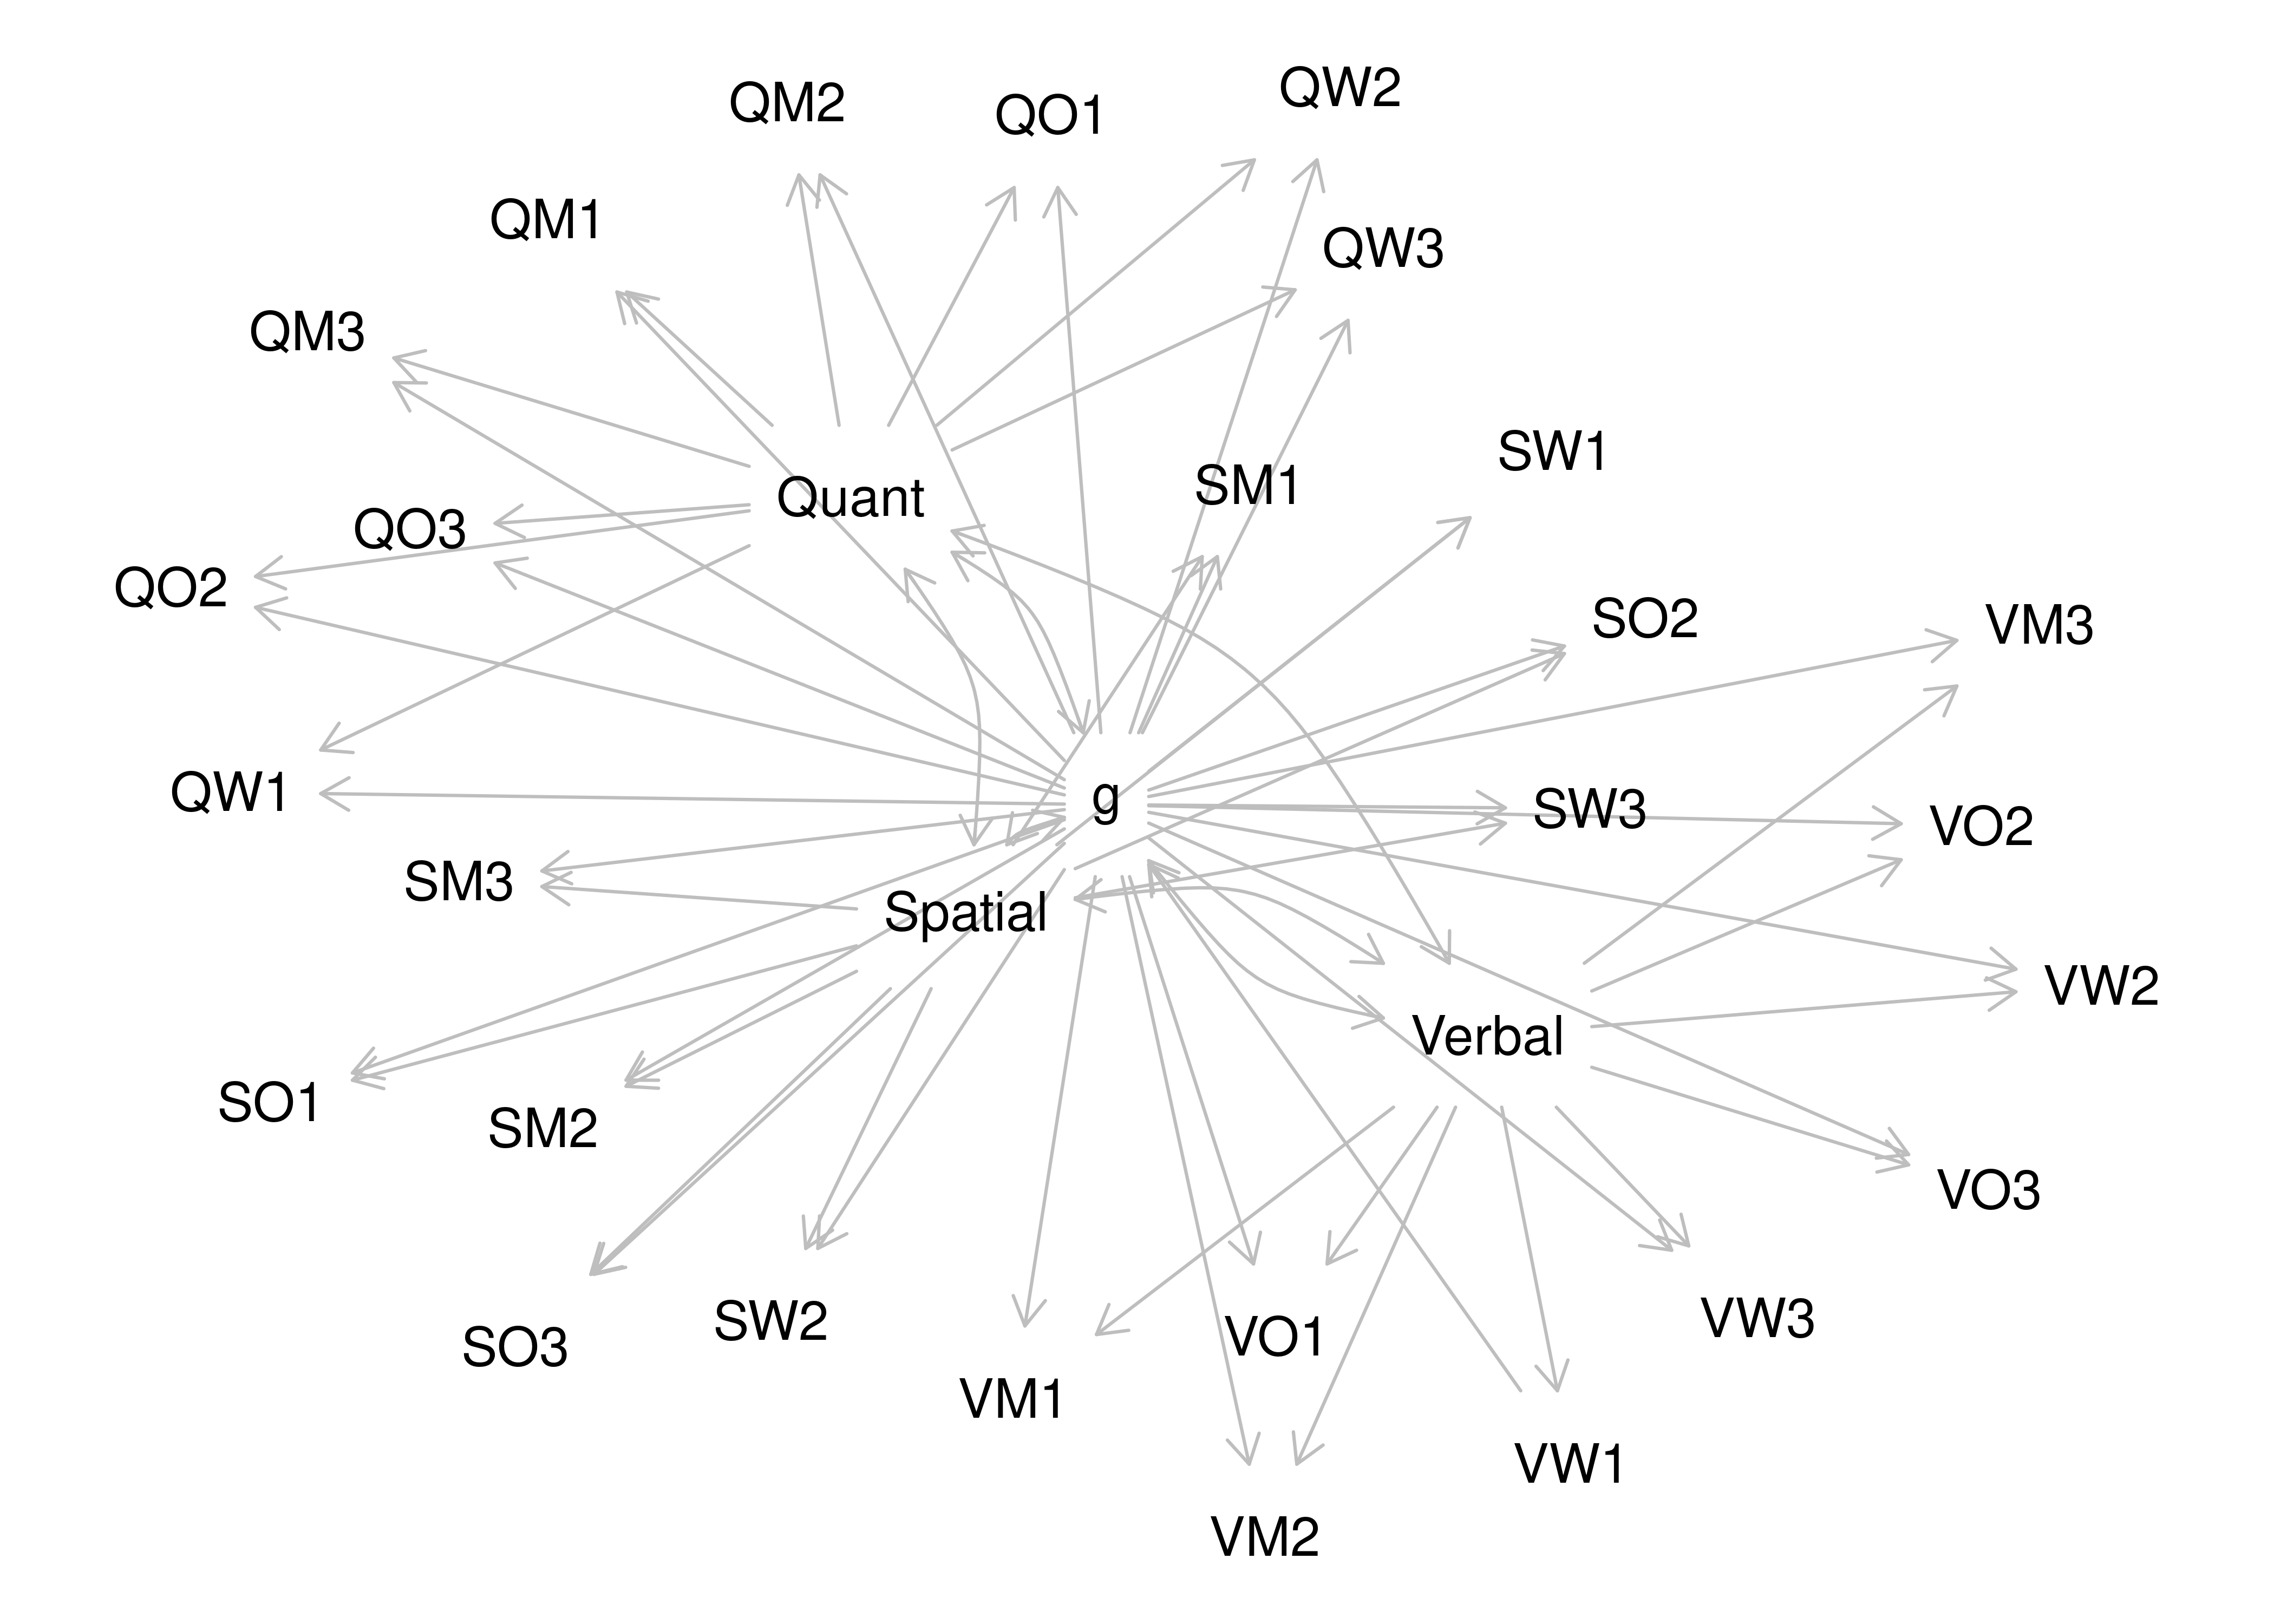 QW2
QM2
QO1
QM1
QW3
QM3
SW1
SM1
Quant
QO3
QO2
SO2
VM3
QW1
g
SW3
VO2
SM3
Spatial
VW2
Verbal
SO1
SM2
VO3
SO3
SW2
VO1
VW3
VM1
VW1
VM2